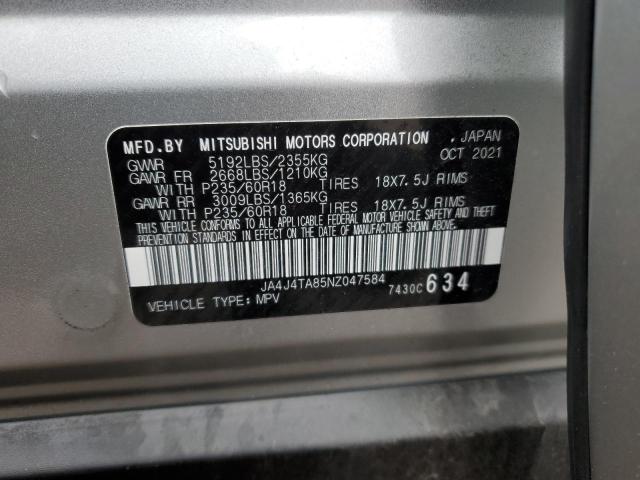 MFD.BY MITSUBISHI MOTORS CORPORATION , JAPAN
GVWR 5192LBS/2355KG OCT 2021
GAWR FR 2668LBS/1210KG
WITH P235/60R18 TIRES 18X7.5J RIMS
GAWR RR 3009LBS/1365KG
WITH P235/60R18 TIRES 18X7.5J RIMS
THIS VEHICLE CONFORMS TO ALL APPLICABLE FEDERAL MOTOR VEHICLE SAFETY AND THEFT
PREVENTION STANDARDS IN EFFECT ON THE DATE OF MANUFACTURE SHOWN ABOVE.
JA4J4TA85NZ047584
VEHICLE TYPE: MPV 7430C 634